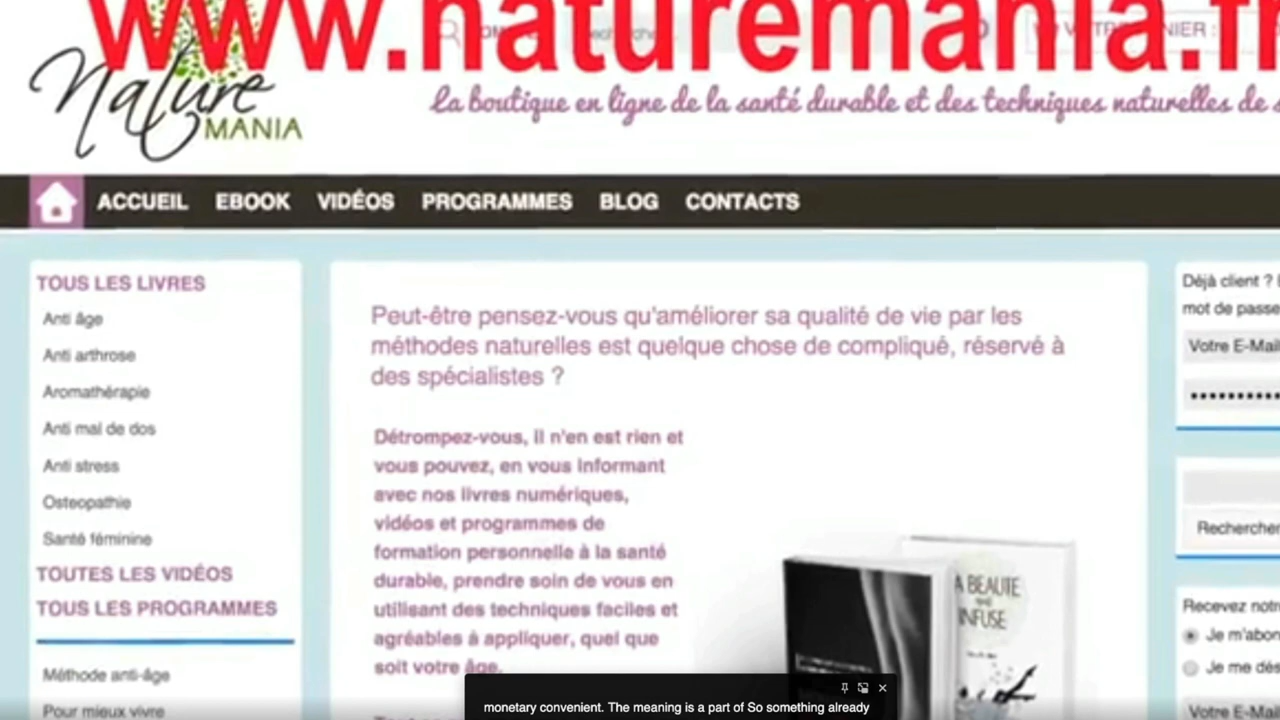 www.naturemania.fr
Nature
MANIA
La boutique en ligne de la santé durable et des techniques naturelles de s
ACCUEIL EBOOK VIDÉOS PROGRAMMES BLOG CONTACTS
TOUS LES LIVRES
Anti âge
Anti arthrose
Aromathérapie
Anti mal de dos
Anti stress
Osteopathie
Santé féminine
TOUTES LES VIDÉOS
TOUS LES PROGRAMMES
Méthode anti-âge
Pour mieux vivre
Peut-être pensez-vous qu'améliorer sa qualité de vie par les
méthodes naturelles est quelque chose de compliqué, réservé à
des spécialistes ?
Détrompez-vous, il n'en est rien et
vous pouvez, en vous informant
avec nos livres numériques,
vidéos et programmes de
formation personnelle à la santé
durable, prendre soin de vous en
utilisant des techniques faciles et
agréables à appliquer, quel que
soit votre âge.
A BEAUTE
INFUSE
Déjà client ?
mot de passe
Votre E-Mail
Rechercher
Recevez notr
Je m'abon
Je me dés
Votre E-Mail
monetary convenient. The meaning is a part of So something already